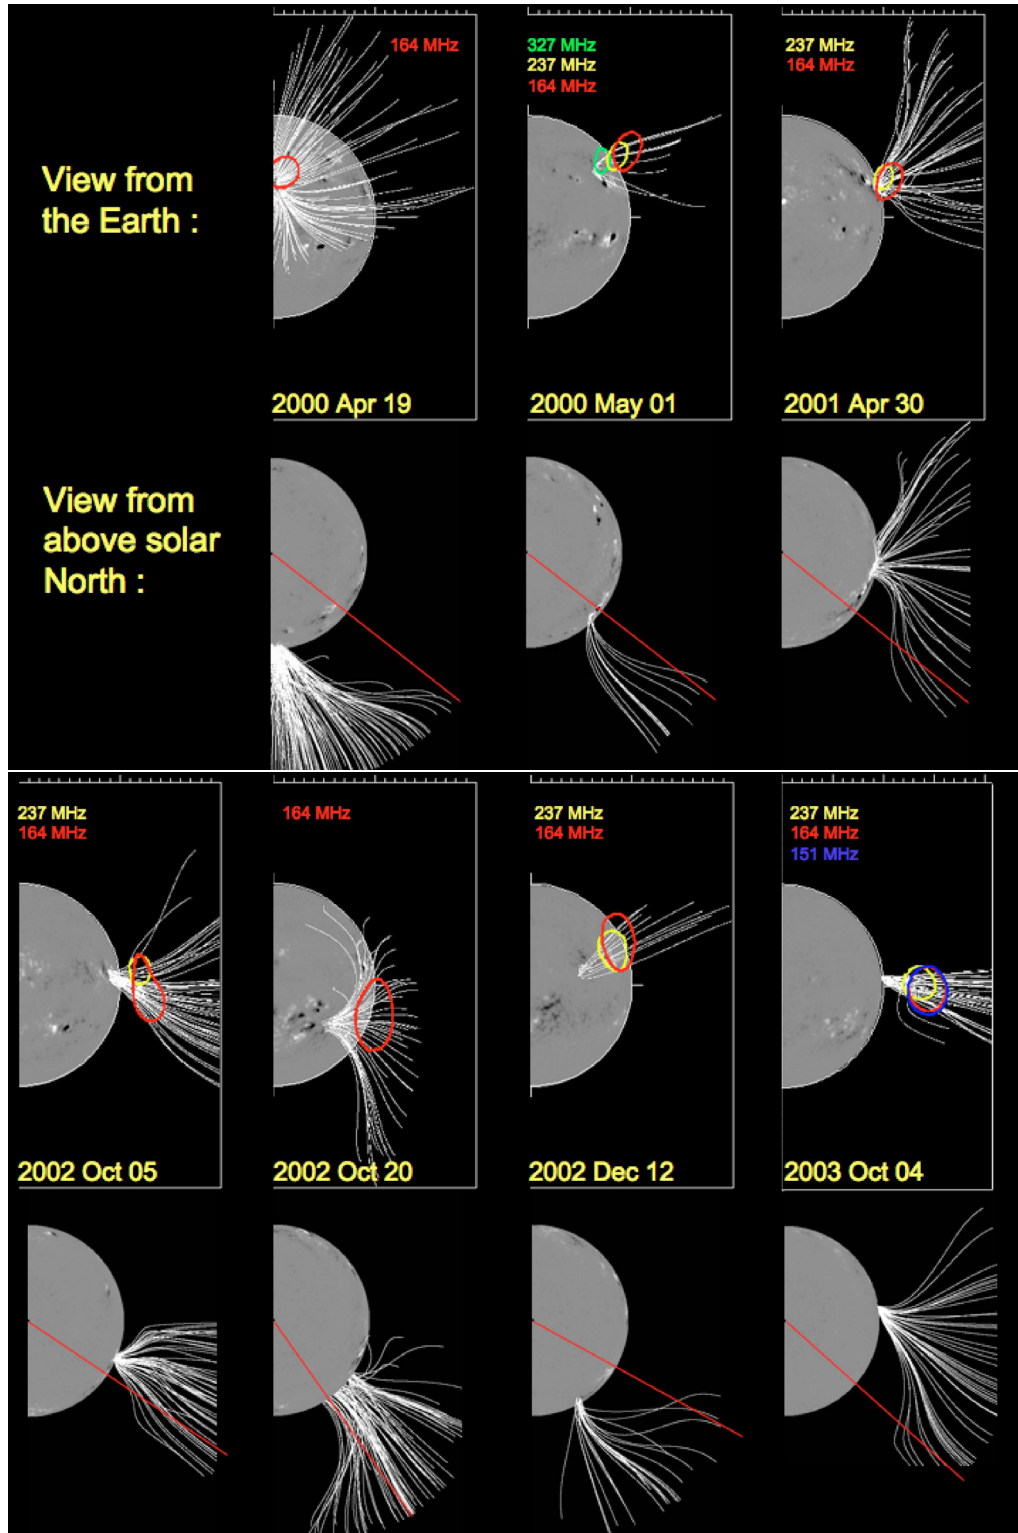 164 MHz
327 MHz
237 MHz
164 MHz
237 MHz
164 MHz
View from
the Earth :
2000 Apr 19
2000 May 01
2001 Apr 30
View from
above solar
North :
237 MHz
164 MHz
164 MHz
237 MHz
164 MHz
237 MHz
164 MHz
151 MHz
2002 Oct 05
2002 Oct 20
2002 Dec 12
2003 Oct 04